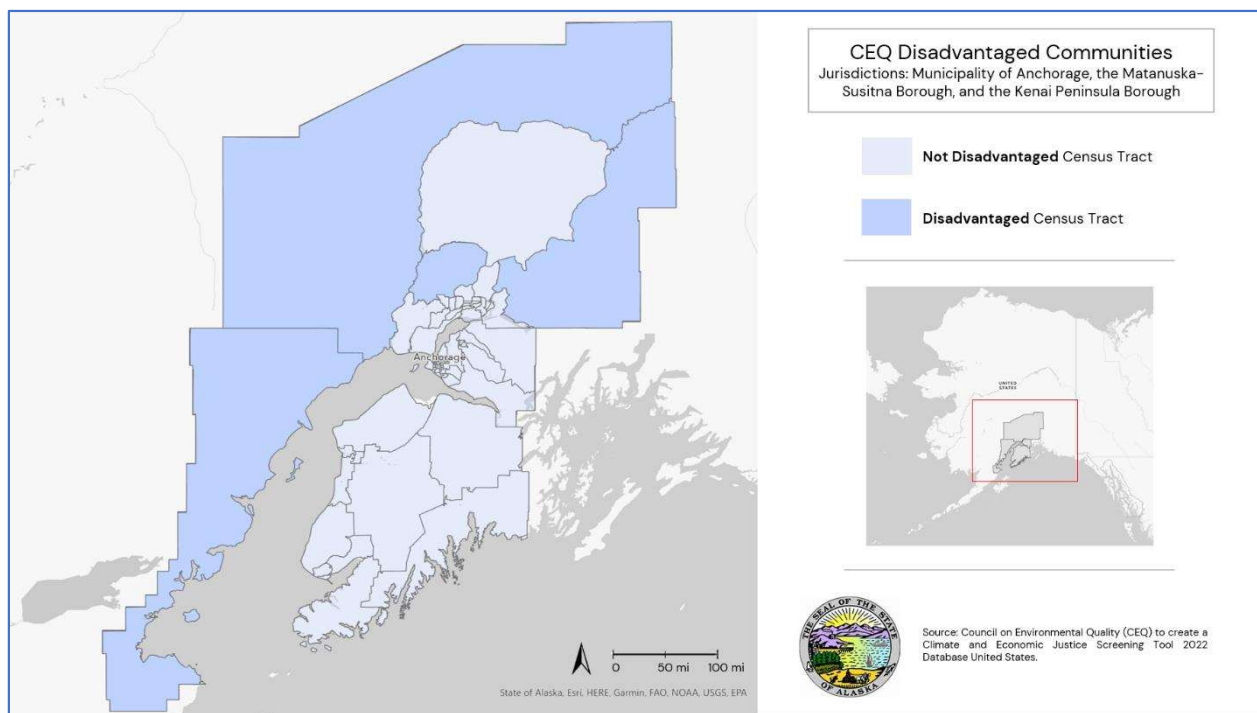 CEQ Disadvantaged Communities
Jurisdictions: Municipality of Anchorage, the Matanuska-
Susitna Borough, and the Kenai Peninsula Borough
Not Disadvantaged Census Tract
Disadvantaged Census Tract
Anchorage
UNITED
STATES
0 50 mi 100 mi
State of Alaska, Esri, HERE, Garmin, FAO, NOAA, USGS, EPA
THE SEAL OF THE STATE
OF ALASKA
Source: Council on Environmental Quality (CEQ) to create a
Climate and Economic Justice Screening Tool 2022
Database United States.